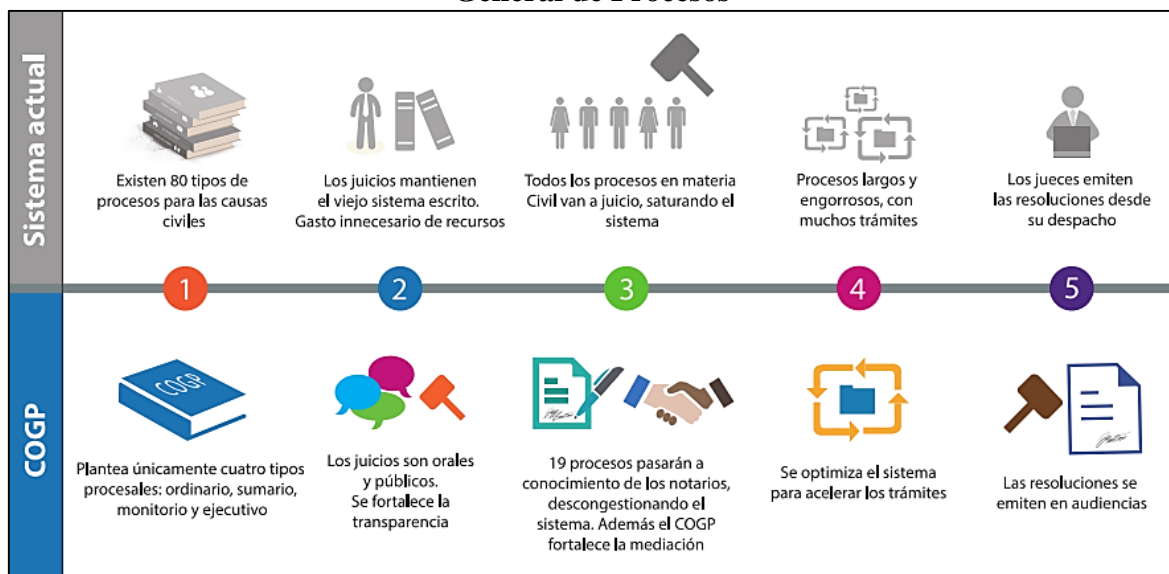 General de Procesos
Sistema actual
Existen 80 tipos de
procesos para las causas
civiles
Los juicios mantienen
el viejo sistema escrito.
Gasto innecesario de recursos
Todos los procesos en materia
Civil van a juicio, saturando el
sistema
Procesos largos y
engorrosos, con
muchos trámites
Los jueces emiten
las resoluciones desde
su despacho
1
2
3
4
5
COGP
COGP
Plantea únicamente cuatro tipos
procesales: ordinario, sumario,
monitorio y ejecutivo
Los juicios son orales
y públicos.
Se fortalece la
transparencia
19 procesos pasarán a
conocimiento de los notarios,
descongestionando el
sistema. Además el COGP
fortalece la mediación
Se optimiza el sistema
para acelerar los trámites
Las resoluciones se
emiten en audiencias